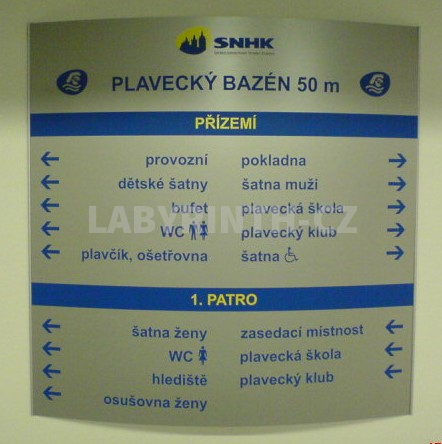 SNHK
PLAVECKÝ BAZÉN 50 m
PŘÍZEMÍ
provozní pokladna
dětské šatny šatna muži
bufet plavecká škola
WC plavecký klub
plavčík, ošetřovna šatna
LABYRINTH.CZ
1. PATRO
šatna ženy zasedací místnost
WC plavecká škola
hlediště plavecký klub
osušovna ženy